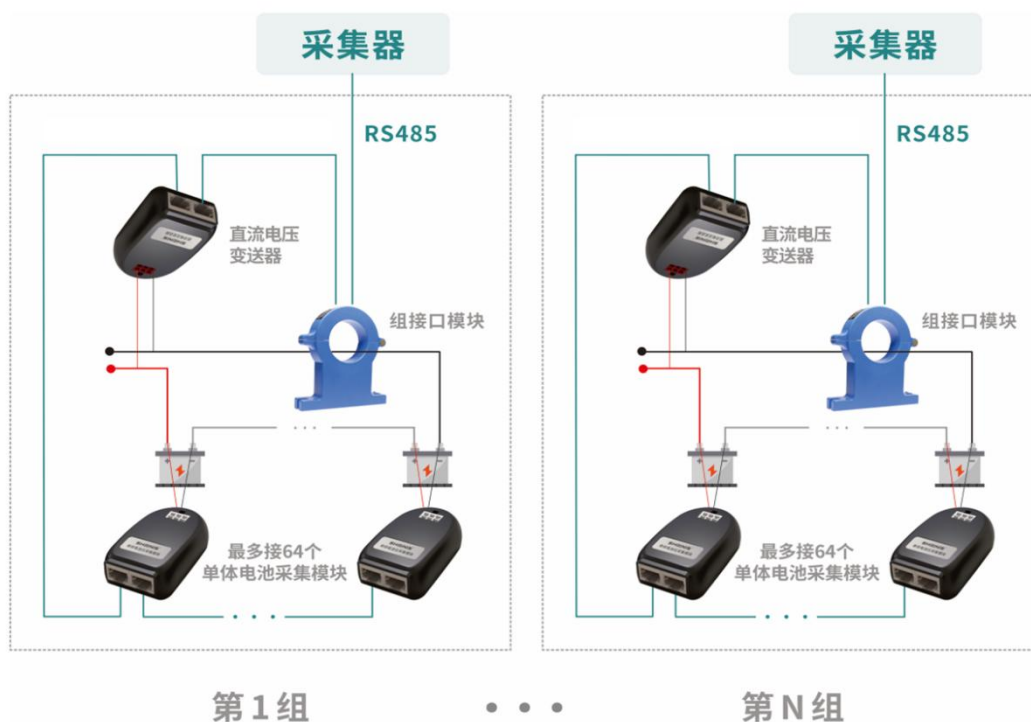 采集器
采集器
RS485
RS485
直流电压
变送器
直流电压
变送器
组接口模块
组接口模块
+ −
+ −
+ −
+ −
最多接64个
单体电池采集模块
最多接64个
单体电池采集模块
第1组
• • •
第N组